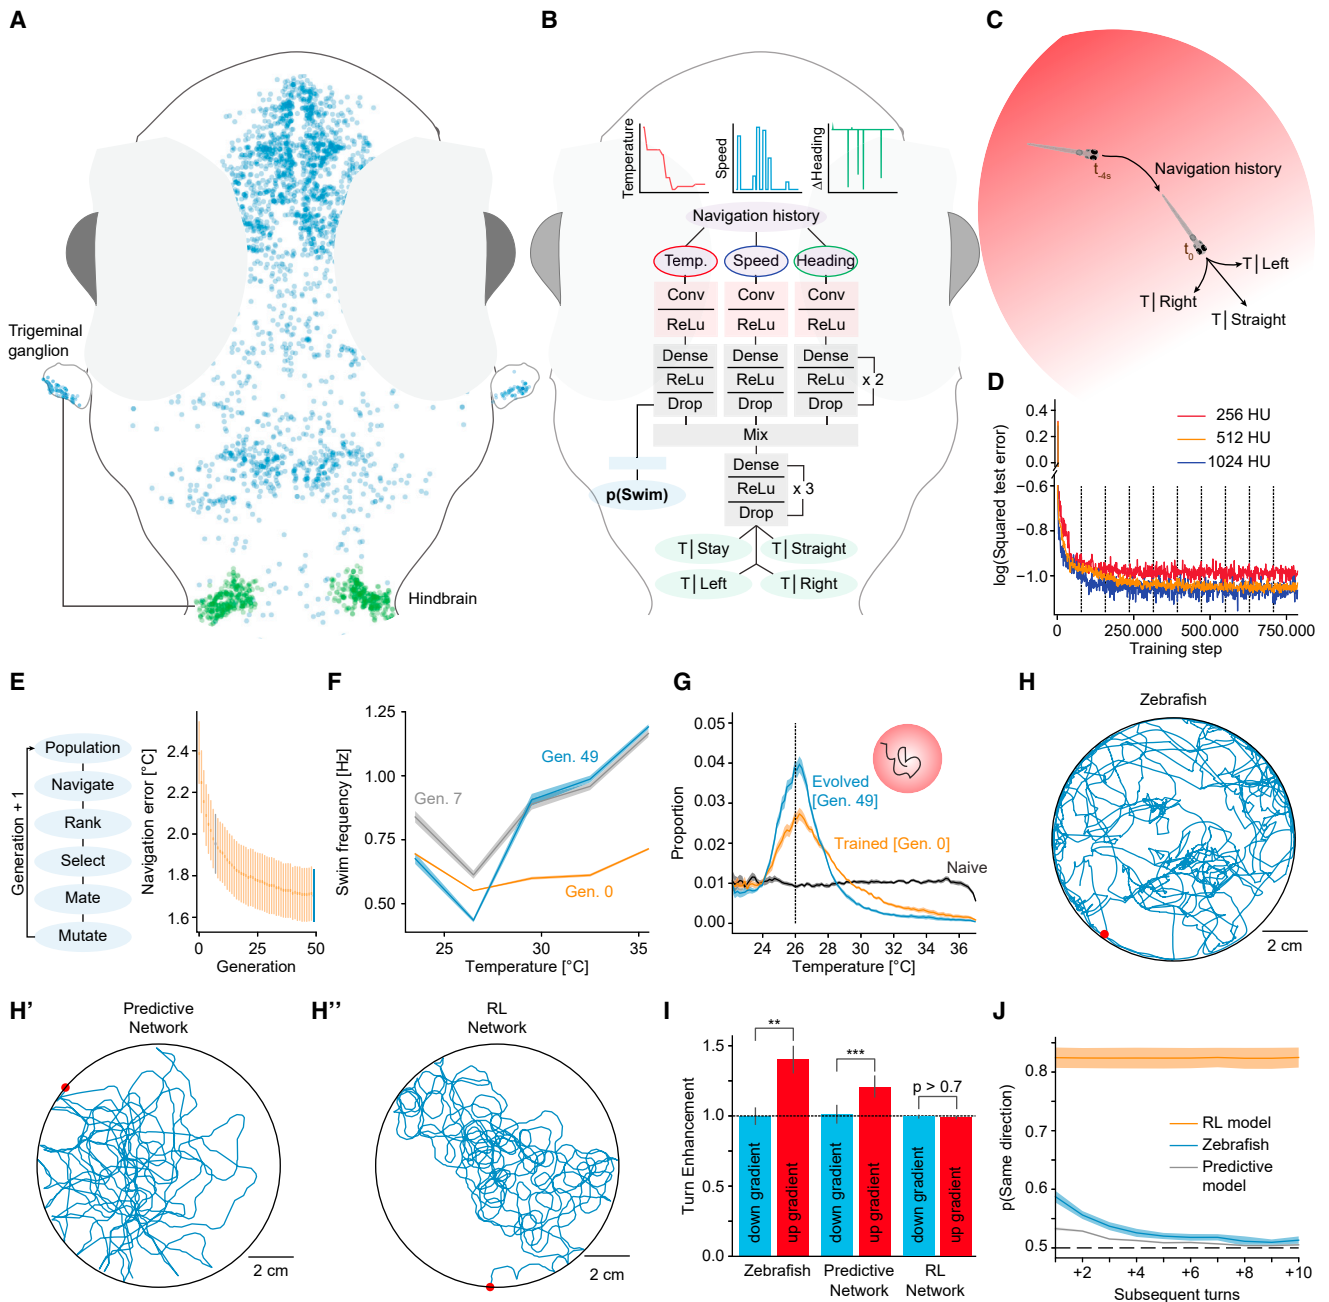 A
Trigeminal
ganglion
Hindbrain
B
Temperature
Speed
ΔHeading
Navigation history
Temp.
Speed
Heading
Conv
Conv
Conv
ReLu
ReLu
ReLu
Dense
Dense
Dense
ReLu
ReLu
ReLu
x 2
Drop
Drop
Drop
Mix
p(Swim)
Dense
ReLu
x 3
Drop
T|Stay
T|Straight
T|Left
T|Right
C
t-4s
Navigation history
t0
T|Left
T|Right
T|Straight
D
log(Squared test error)
0.4
0.2
0.0
−0.6
−0.8
−1.0
256 HU
512 HU
1024 HU
0
250.000
500.000
750.000
Training step
E
Generation + 1
Population
Navigate
Rank
Select
Mate
Mutate
Navigation error [°C]
2.4
2.2
2.0
1.8
1.6
0
25
50
Generation
F
Swim frequency [Hz]
1.25
1.00
0.75
0.50
Gen. 49
Gen. 7
Gen. 0
25
30
35
Temperature [°C]
G
Proportion
0.05
0.04
0.03
0.02
0.01
0.00
Evolved
[Gen. 49]
Trained [Gen. 0]
Naive
24
26
28
30
32
34
36
Temperature [°C]
H
Zebrafish
2 cm
H'
Predictive
Network
2 cm
H''
RL
Network
2 cm
I
Turn Enhancement
1.5
1.0
0.5
0.0
**
***
p > 0.7
down gradient
up gradient
down gradient
up gradient
down gradient
up gradient
Zebrafish
Predictive
Network
RL
Network
J
p(Same direction)
0.8
0.7
0.6
0.5
RL model
Zebrafish
Predictive
model
+2
+4
+6
+8
+10
Subsequent turns